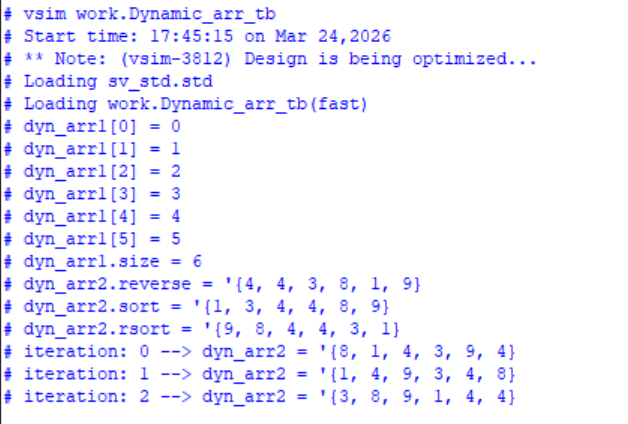 # vsim work.Dynamic_arr_tb
# Start time: 17:45:15 on Mar 24,2026
# ** Note: (vsim-3812) Design is being optimized...
# Loading sv_std.std
# Loading work.Dynamic_arr_tb(fast)
# dyn_arr1[0] = 0
# dyn_arr1[1] = 1
# dyn_arr1[2] = 2
# dyn_arr1[3] = 3
# dyn_arr1[4] = 4
# dyn_arr1[5] = 5
# dyn_arr1.size = 6
# dyn_arr2.reverse = '{4, 4, 3, 8, 1, 9}
# dyn_arr2.sort = '{1, 3, 4, 4, 8, 9}
# dyn_arr2.rsort = '{9, 8, 4, 4, 3, 1}
# iteration: 0 --> dyn_arr2 = '{8, 1, 4, 3, 9, 4}
# iteration: 1 --> dyn_arr2 = '{1, 4, 9, 3, 4, 8}
# iteration: 2 --> dyn_arr2 = '{3, 8, 9, 1, 4, 4}